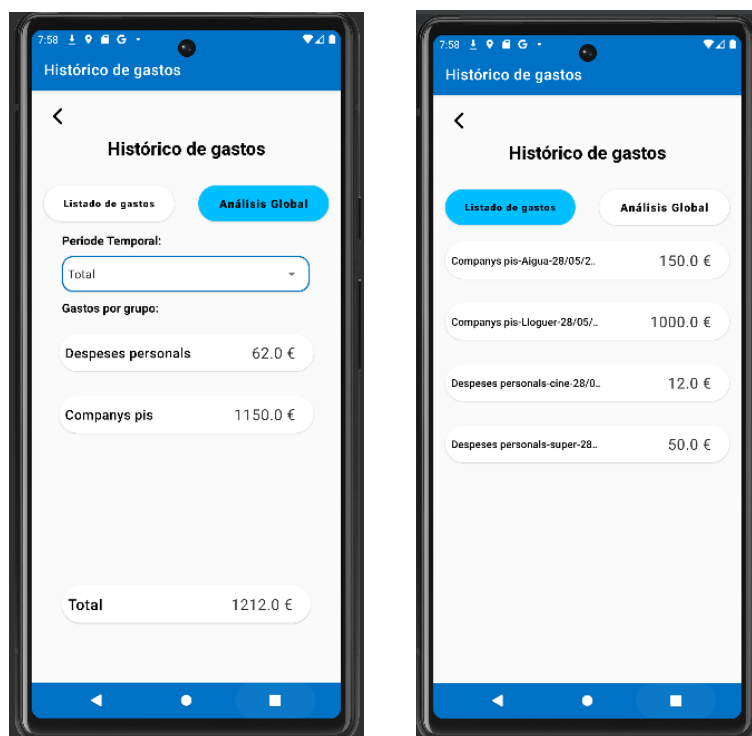 7:58 G
Histórico de gastos
Histórico de gastos
Listado de gastos Análisis Global
Periode Temporal:
Total
Gastos por grupo:
Despeses personals 62.0 €
Companys pis 1150.0 €
Total 1212.0 €
7:58 G
Histórico de gastos
Histórico de gastos
Listado de gastos Análisis Global
Companys pis-Aigua-28/05/2.. 150.0 €
Companys pis-Lloguer-28/05/.. 1000.0 €
Despeses personals-cine-28/0.. 12.0 €
Despeses personals-super-28.. 50.0 €